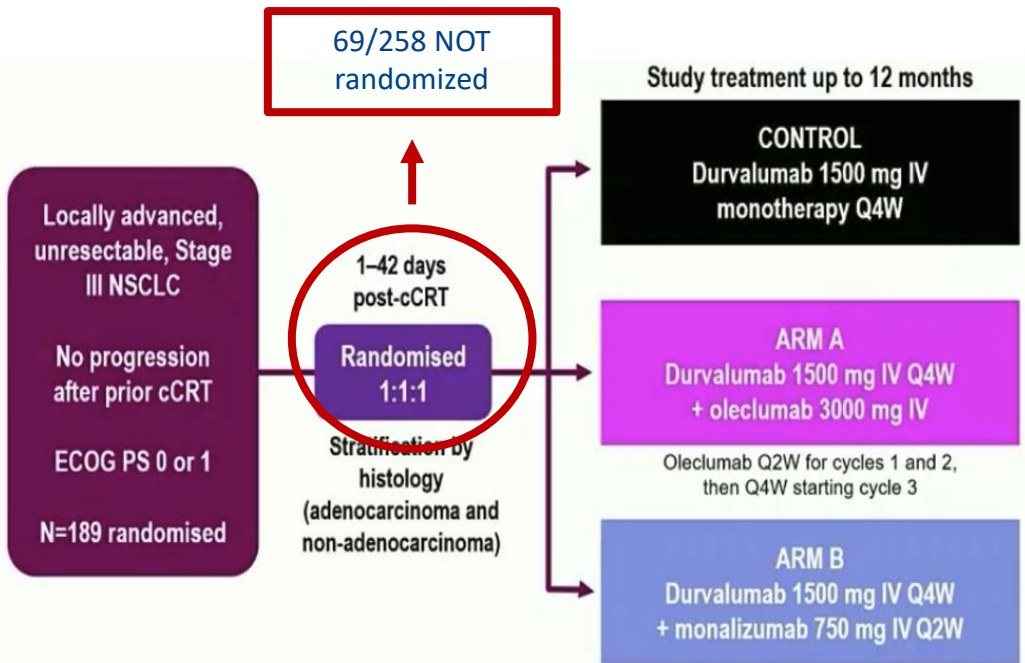 69/258 NOT
randomized
Study treatment up to 12 months
Locally advanced,
unresectable, Stage
III NSCLC
No progression
after prior cCRT
ECOG PS 0 or 1
N=189 randomised
1–42 days
post-cCRT
Randomised
1:1:1
Stratification by
histology
(adenocarcinoma and
non-adenocarcinoma)
CONTROL
Durvalumab 1500 mg IV
monotherapy Q4W
ARM A
Durvalumab 1500 mg IV Q4W
+ oleclumab 3000 mg IV
Oleclumab Q2W for cycles 1 and 2,
then Q4W starting cycle 3
ARM B
Durvalumab 1500 mg IV Q4W
+ monalizumab 750 mg IV Q2W